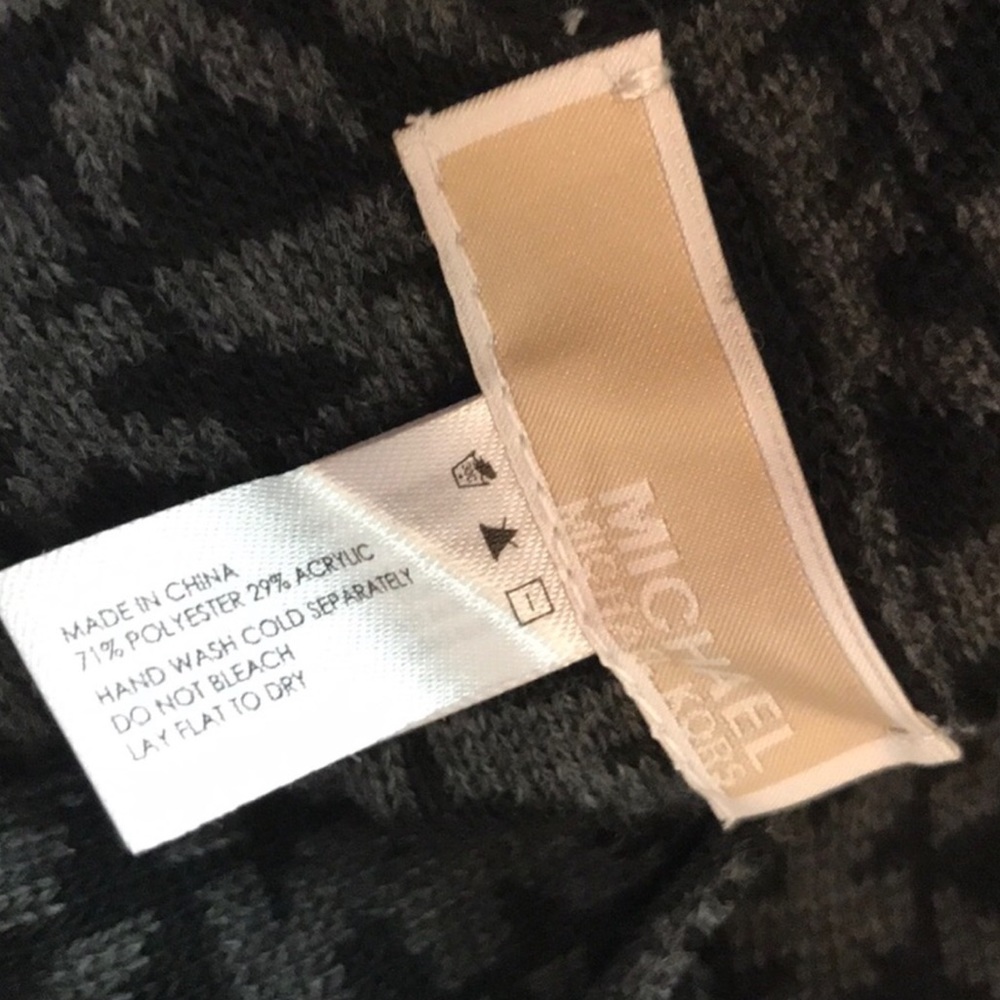 MADE IN CHINA
71% POLYESTER 29% ACRYLIC
HAND WASH COLD SEPARATELY
DO NOT BLEACH
LAY FLAT TO DRY
MICHAEL
MICHAEL KORS